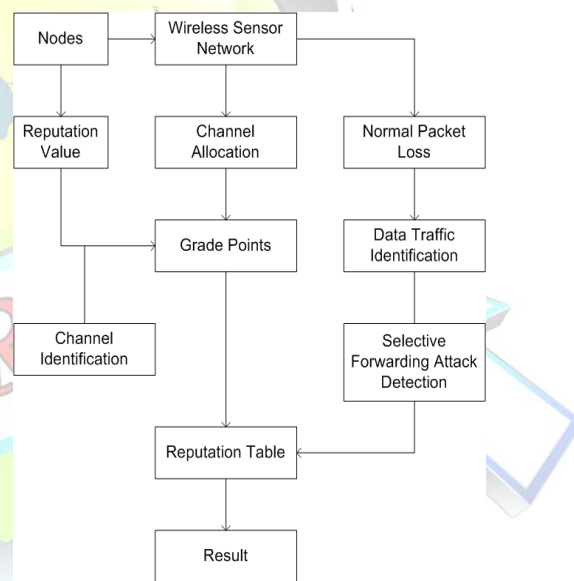 Nodes
Wireless Sensor
Network
Reputation
Value
Channel
Allocation
Normal Packet
Loss
Grade Points
Data Traffic
Identification
Channel
Identification
Selective
Forwarding Attack
Detection
Reputation Table
Result